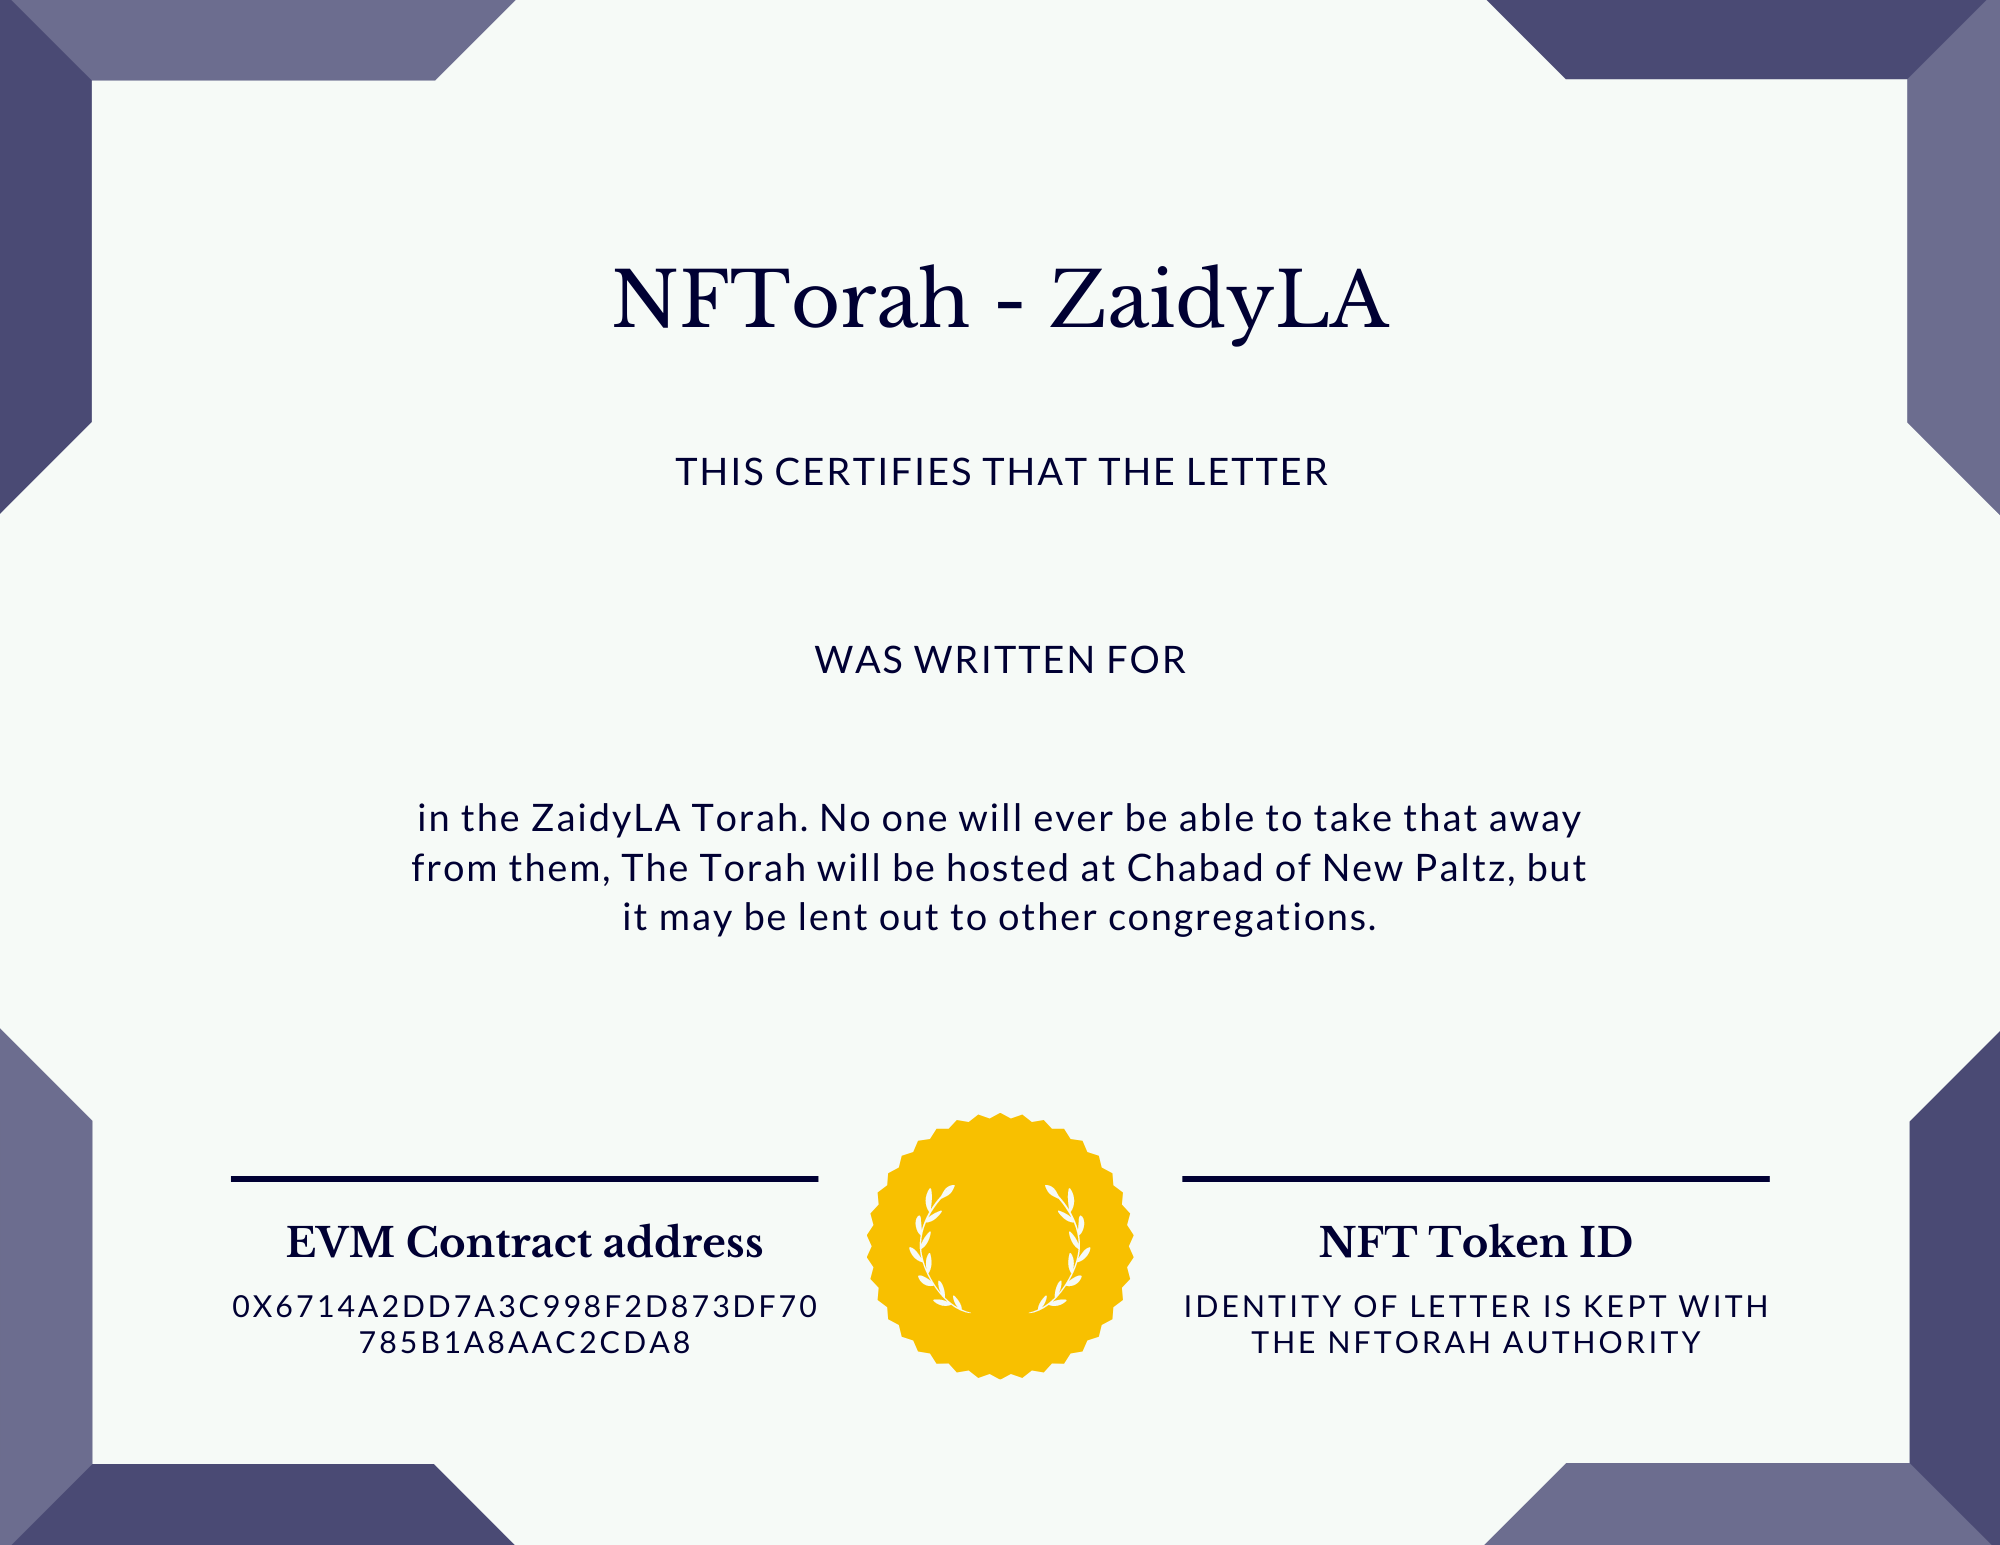 NFTorah - ZaidyLA
THIS CERTIFIES THAT THE LETTER
WAS WRITTEN FOR
in the ZaidyLA Torah. No one will ever be able to take that away
from them, The Torah will be hosted at Chabad of New Paltz, but
it may be lent out to other congregations.
EVM Contract address
0X6714A2DD7A3C998F2D873DF70
785B1A8AAC2CDA8
NFT Token ID
IDENTITY OF LETTER IS KEPT WITH
THE NFTORAH AUTHORITY